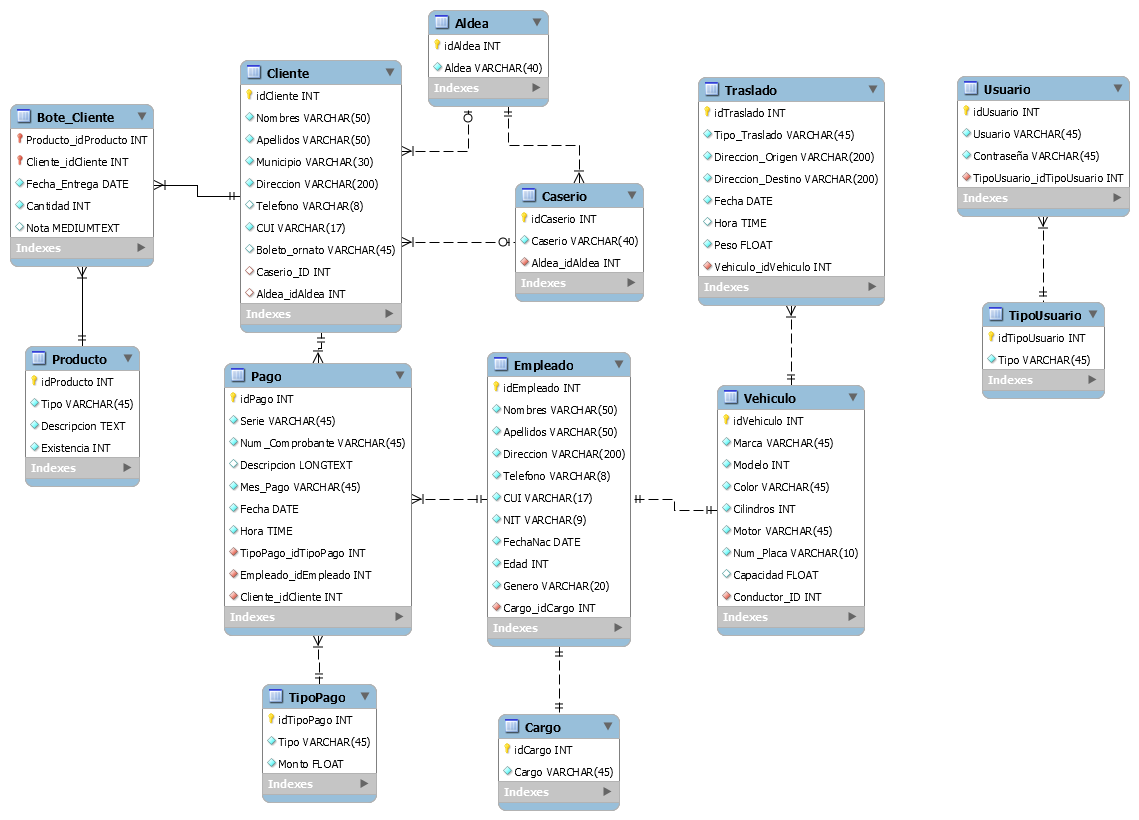 Aldea
idAldea INT
Aldea VARCHAR(40)
Indexes
Cliente
idCliente INT
Nombres VARCHAR(50)
Apellidos VARCHAR(50)
Municipio VARCHAR(30)
Direccion VARCHAR(200)
Telefono VARCHAR(8)
CUI VARCHAR(17)
Boleto_ornato VARCHAR(45)
Caserio_ID INT
Aldea_idAldea INT
Indexes
Bote_Cliente
Producto_idProducto INT
Cliente_idCliente INT
Fecha_Entrega DATE
Cantidad INT
Nota MEDIUMTEXT
Indexes
Caserio
idCaserio INT
Caserio VARCHAR(40)
Aldea_idAldea INT
Indexes
Traslado
idTraslado INT
Tipo_Traslado VARCHAR(45)
Direccion_Origen VARCHAR(200)
Direccion_Destino VARCHAR(200)
Fecha DATE
Hora TIME
Peso FLOAT
Vehiculo_idVehiculo INT
Indexes
Usuario
idUsuario INT
Usuario VARCHAR(45)
Contraseña VARCHAR(45)
TipoUsuario_idTipoUsuario INT
Indexes
TipoUsuario
idTipoUsuario INT
Tipo VARCHAR(45)
Indexes
Producto
idProducto INT
Tipo VARCHAR(45)
Descripcion TEXT
Existencia INT
Indexes
Pago
idPago INT
Serie VARCHAR(45)
Num_Comprobante VARCHAR(45)
Descripcion LONGTEXT
Mes_Pago VARCHAR(45)
Fecha DATE
Hora TIME
TipoPago_idTipoPago INT
Empleado_idEmpleado INT
Cliente_idCliente INT
Indexes
Empleado
idEmpleado INT
Nombres VARCHAR(50)
Apellidos VARCHAR(50)
Direccion VARCHAR(200)
Telefono VARCHAR(8)
CUI VARCHAR(17)
NIT VARCHAR(9)
FechaNac DATE
Edad INT
Genero VARCHAR(20)
Cargo_idCargo INT
Indexes
Vehiculo
idVehiculo INT
Marca VARCHAR(45)
Modelo INT
Color VARCHAR(45)
Cilindros INT
Motor VARCHAR(45)
Num_Placa VARCHAR(10)
Capacidad FLOAT
Conductor_ID INT
Indexes
TipoPago
idTipoPago INT
Tipo VARCHAR(45)
Monto FLOAT
Indexes
Cargo
idCargo INT
Cargo VARCHAR(45)
Indexes